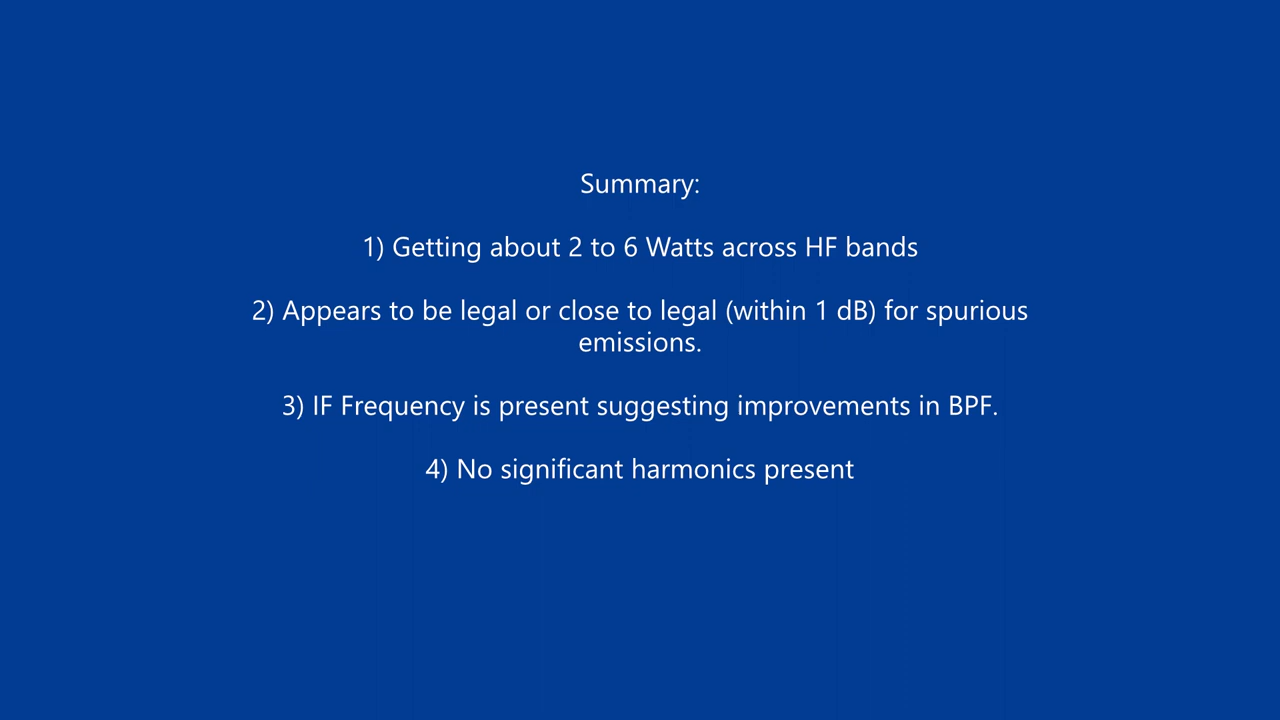 Summary:
1) Getting about 2 to 6 Watts across HF bands
2) Appears to be legal or close to legal (within 1 dB) for spurious
emissions.
3) IF Frequency is present suggesting improvements in BPF.
4) No significant harmonics present